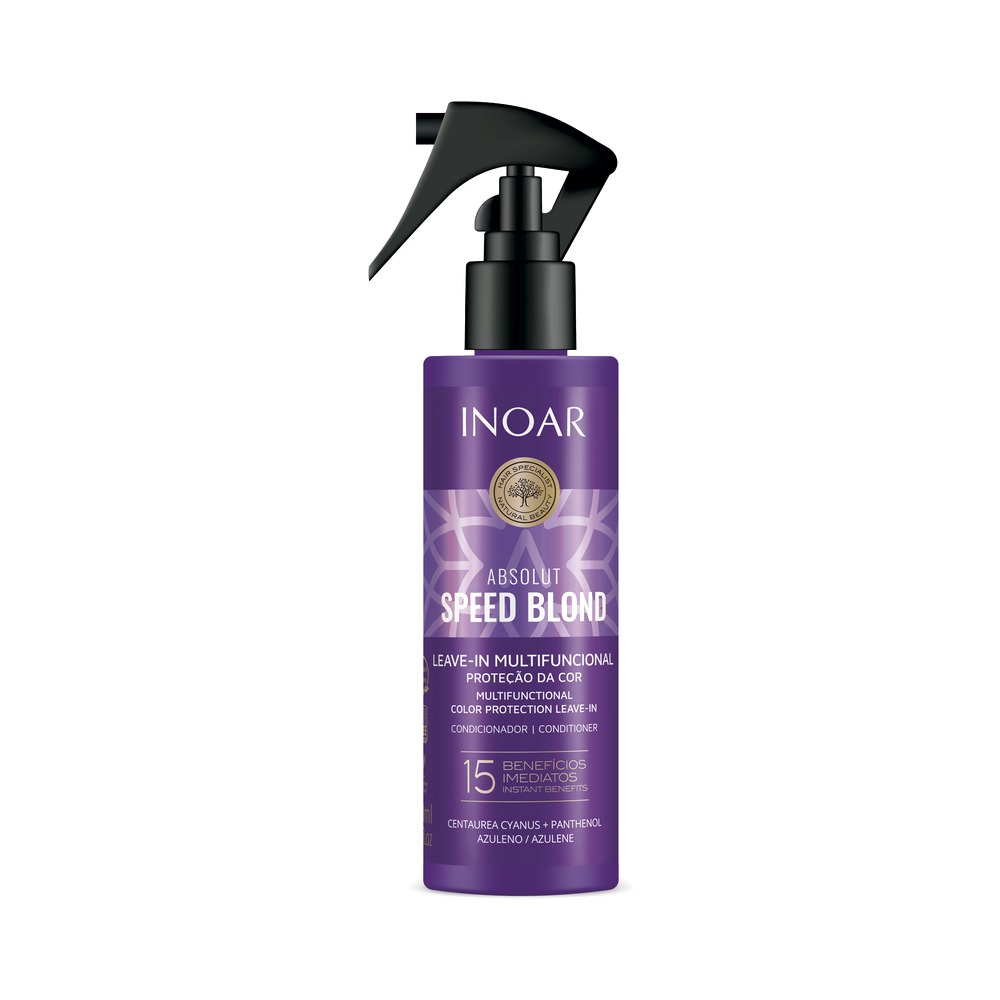 INOAR
HAIR SPECIALIST
NATURAL BEAUTY
ABSOLUT
SPEED BLOND
LEAVE-IN MULTIFUNCIONAL
PROTEÇÃO DA COR
MULTIFUNCTIONAL
COLOR PROTECTION LEAVE-IN
CONDICIONADOR | CONDITIONER
15 BENEFÍCIOS
IMEDIATOS
INSTANT BENEFITS
CENTAUREA CYANUS + PANTHENOL
AZULENO / AZULENE